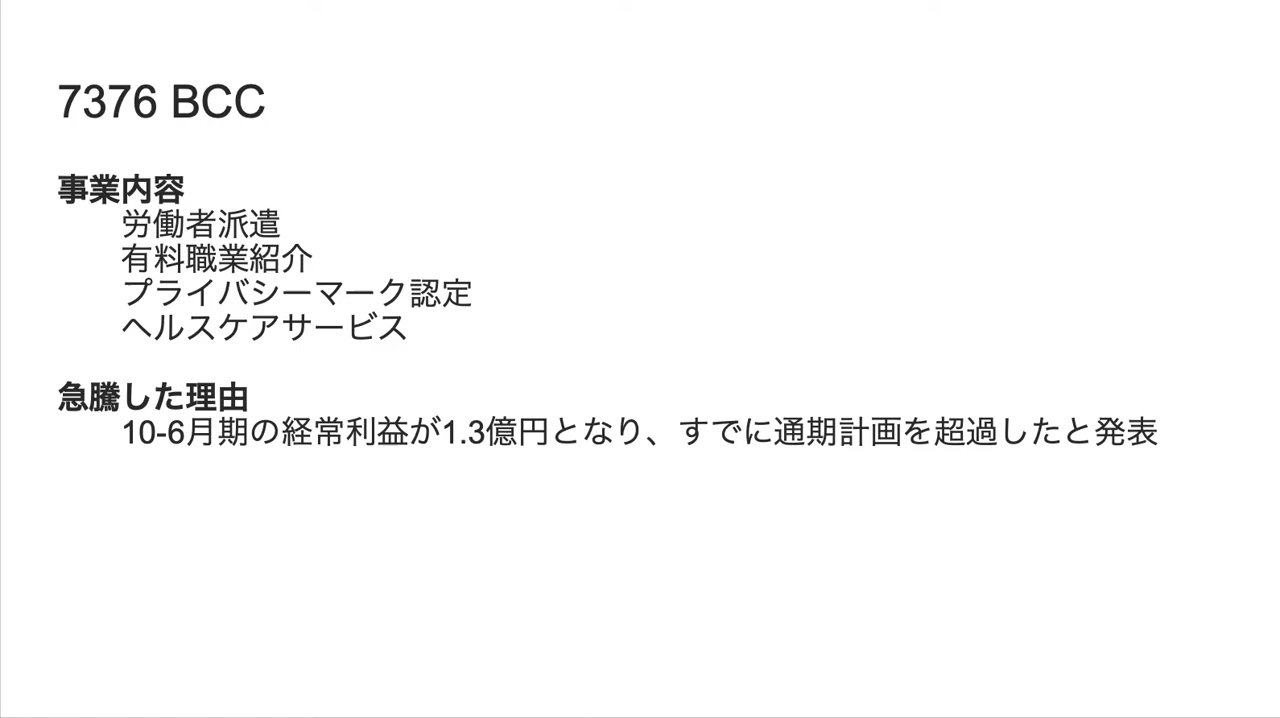 7376 BCC
事業内容
労働者派遣
有料職業紹介
プライバシーマーク認定
ヘルスケアサービス
急騰した理由
10-6月期の経常利益が1.3億円となり、すでに通期計画を超過したと発表